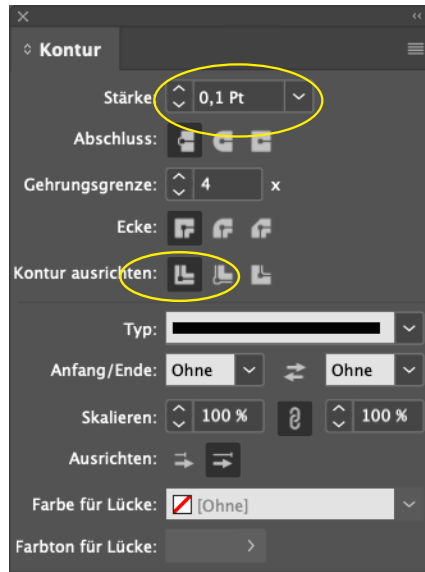 Kontur
Stärke: 0,1 Pt
Abschluss:
Gehrungsgrenze: 4 x
Ecke:
Kontur ausrichten:
Typ:
Anfang/Ende: Ohne Ohne
Skalieren: 100 % 100 %
Ausrichten:
Farbe für Lücke: [Ohne]
Farbton für Lücke: